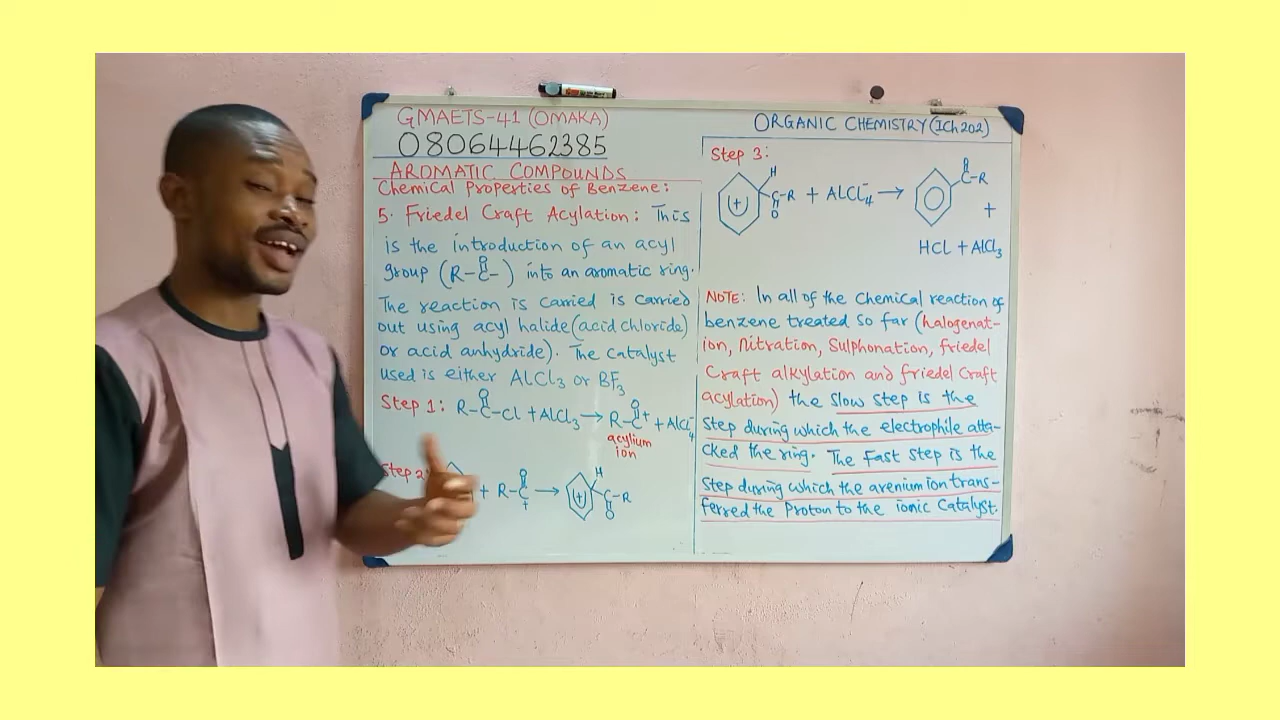 GMAETS-41 (OMAKA)
08064462385
AROMATIC COMPOUNDS
Chemical Properties of Benzene:
5. Friedel Craft Acylation: This
is the introduction of an acyl
group (R-C-) into an aromatic ring.
O
The reaction is carried is carried
out using acyl halide (acid chloride)
or acid anhydride). The catalyst
used is either AlCl3 or BF3
Step 1: R-C-Cl + AlCl3 → R-C+ + AlCl4-
O O
acylium
ion
Step 2: + R-C → H
O + C-R
O
ORGANIC CHEMISTRY (ICh202)
Step 3:
H C-R + AlCl4- → C-R
O O +
HCl + AlCl3
NOTE: In all of the chemical reaction of
benzene treated so far (halogenat-
ion, nitration, Sulphonation, friedel
Craft alkylation and friedel Craft
acylation) the slow step is the
step during which the electrophile atta-
cked the ring. The fast step is the
step during which the arenium ion trans-
ferred the Proton to the ionic Catalyst.